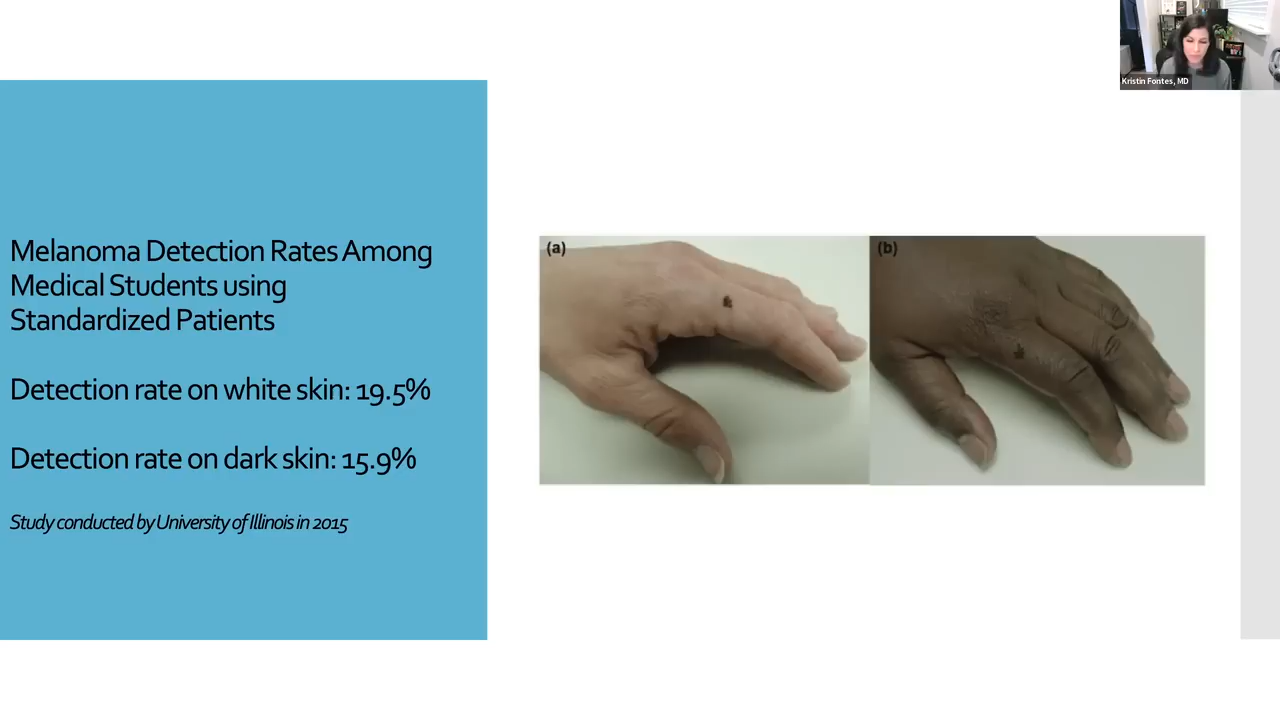 Kristin Fontes, MD
Melanoma Detection Rates Among
Medical Students using
Standardized Patients
Detection rate on white skin: 19.5%
Detection rate on dark skin: 15.9%
Study conducted by University of Illinois in 2015
(a)
(b)